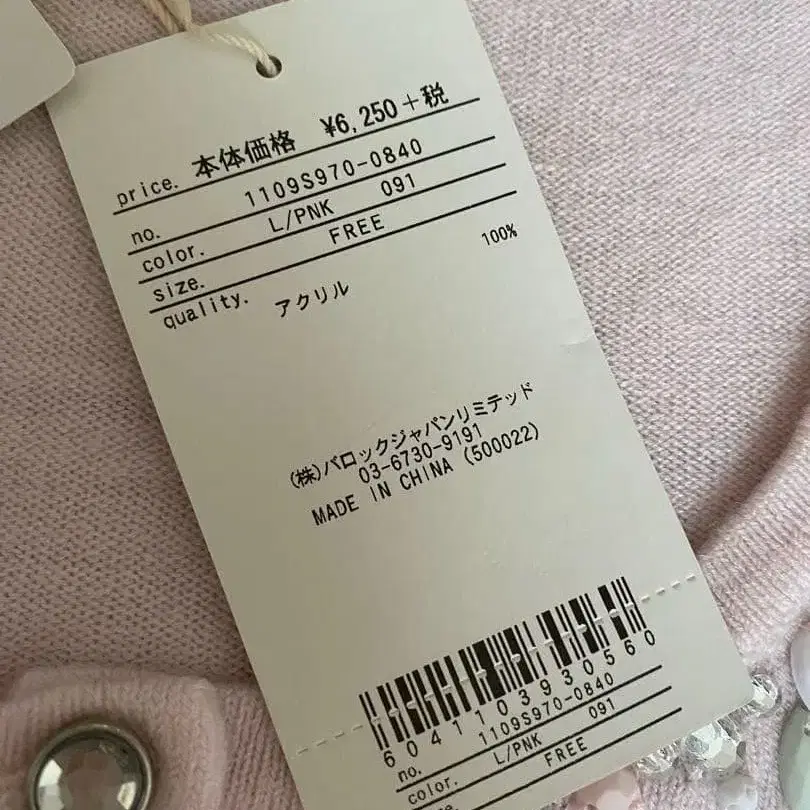 price. 本体価格 ¥6,250+税
no. 1109S970-0840
color. L/PNK 091
size. FREE
quality. アクリル 100%
(株)バロックジャパンリミテッド
03-6730-9191
MADE IN CHINA (500022)
6041103930560
no. 1109S970-0840
color. L/PNK 091
FREE